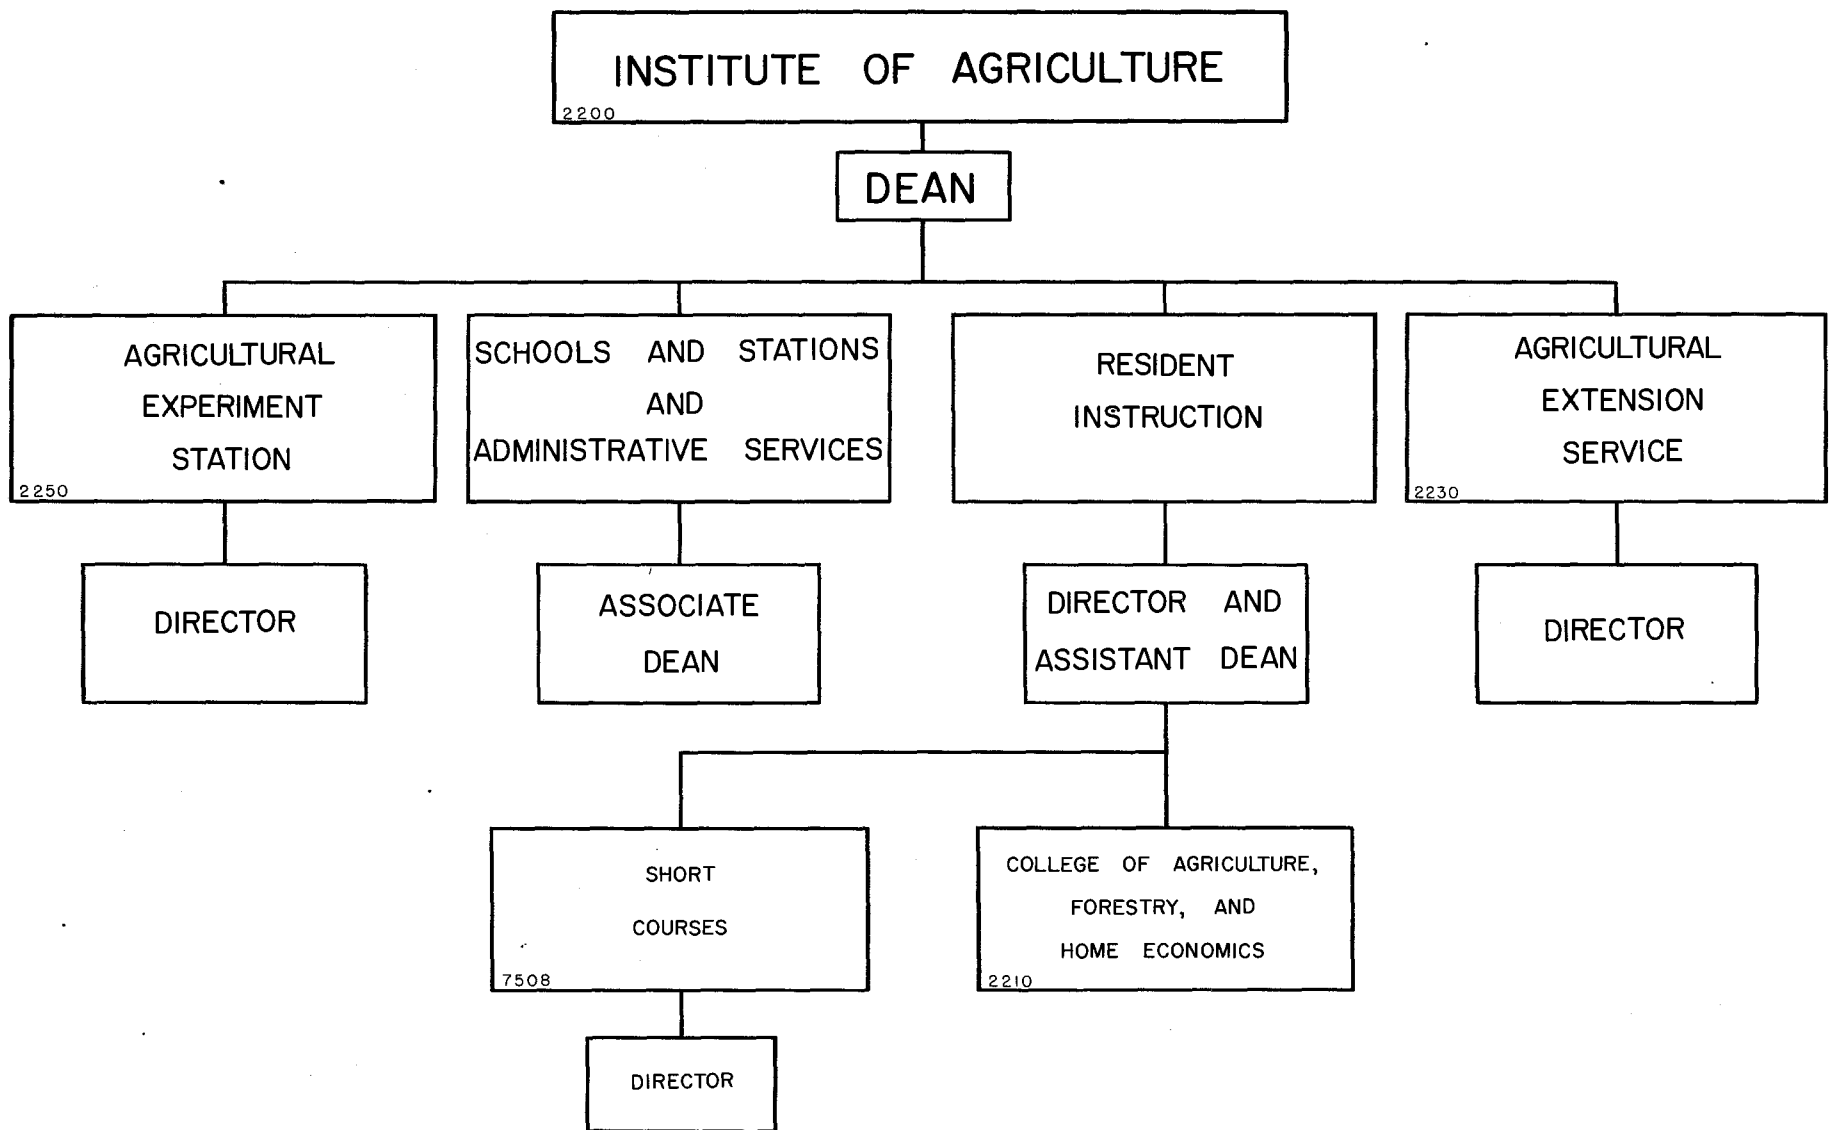 INSTITUTE OF AGRICULTURE
2200
DEAN
AGRICULTURAL
EXPERIMENT
STATION
2250
SCHOOLS AND STATIONS
AND
ADMINISTRATIVE SERVICES
RESIDENT
INSTRUCTION
AGRICULTURAL
EXTENSION
SERVICE
2230
DIRECTOR
ASSOCIATE
DEAN
DIRECTOR AND
ASSISTANT DEAN
DIRECTOR
SHORT
COURSES
7508
COLLEGE OF AGRICULTURE,
FORESTRY, AND
HOME ECONOMICS
2210
DIRECTOR